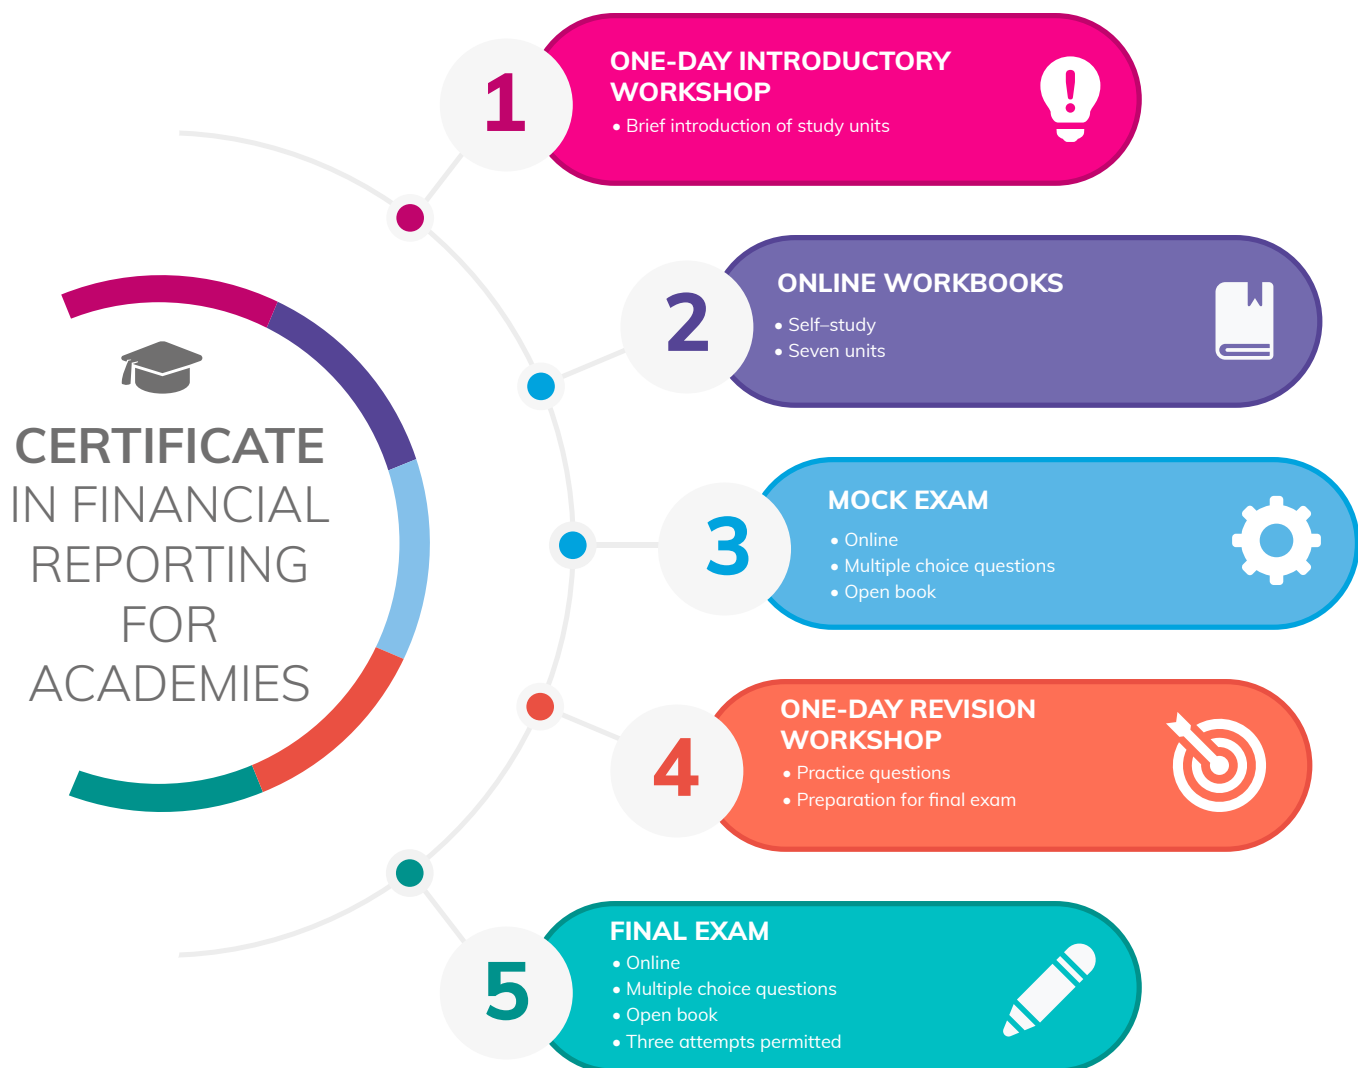 CERTIFICATE
IN FINANCIAL
REPORTING
FOR
ACADEMIES
1
ONE-DAY INTRODUCTORY
WORKSHOP
• Brief introduction of study units
2
ONLINE WORKBOOKS
• Self–study
• Seven units
3
MOCK EXAM
• Online
• Multiple choice questions
• Open book
4
ONE-DAY REVISION
WORKSHOP
• Practice questions
• Preparation for final exam
5
FINAL EXAM
• Online
• Multiple choice questions
• Open book
• Three attempts permitted